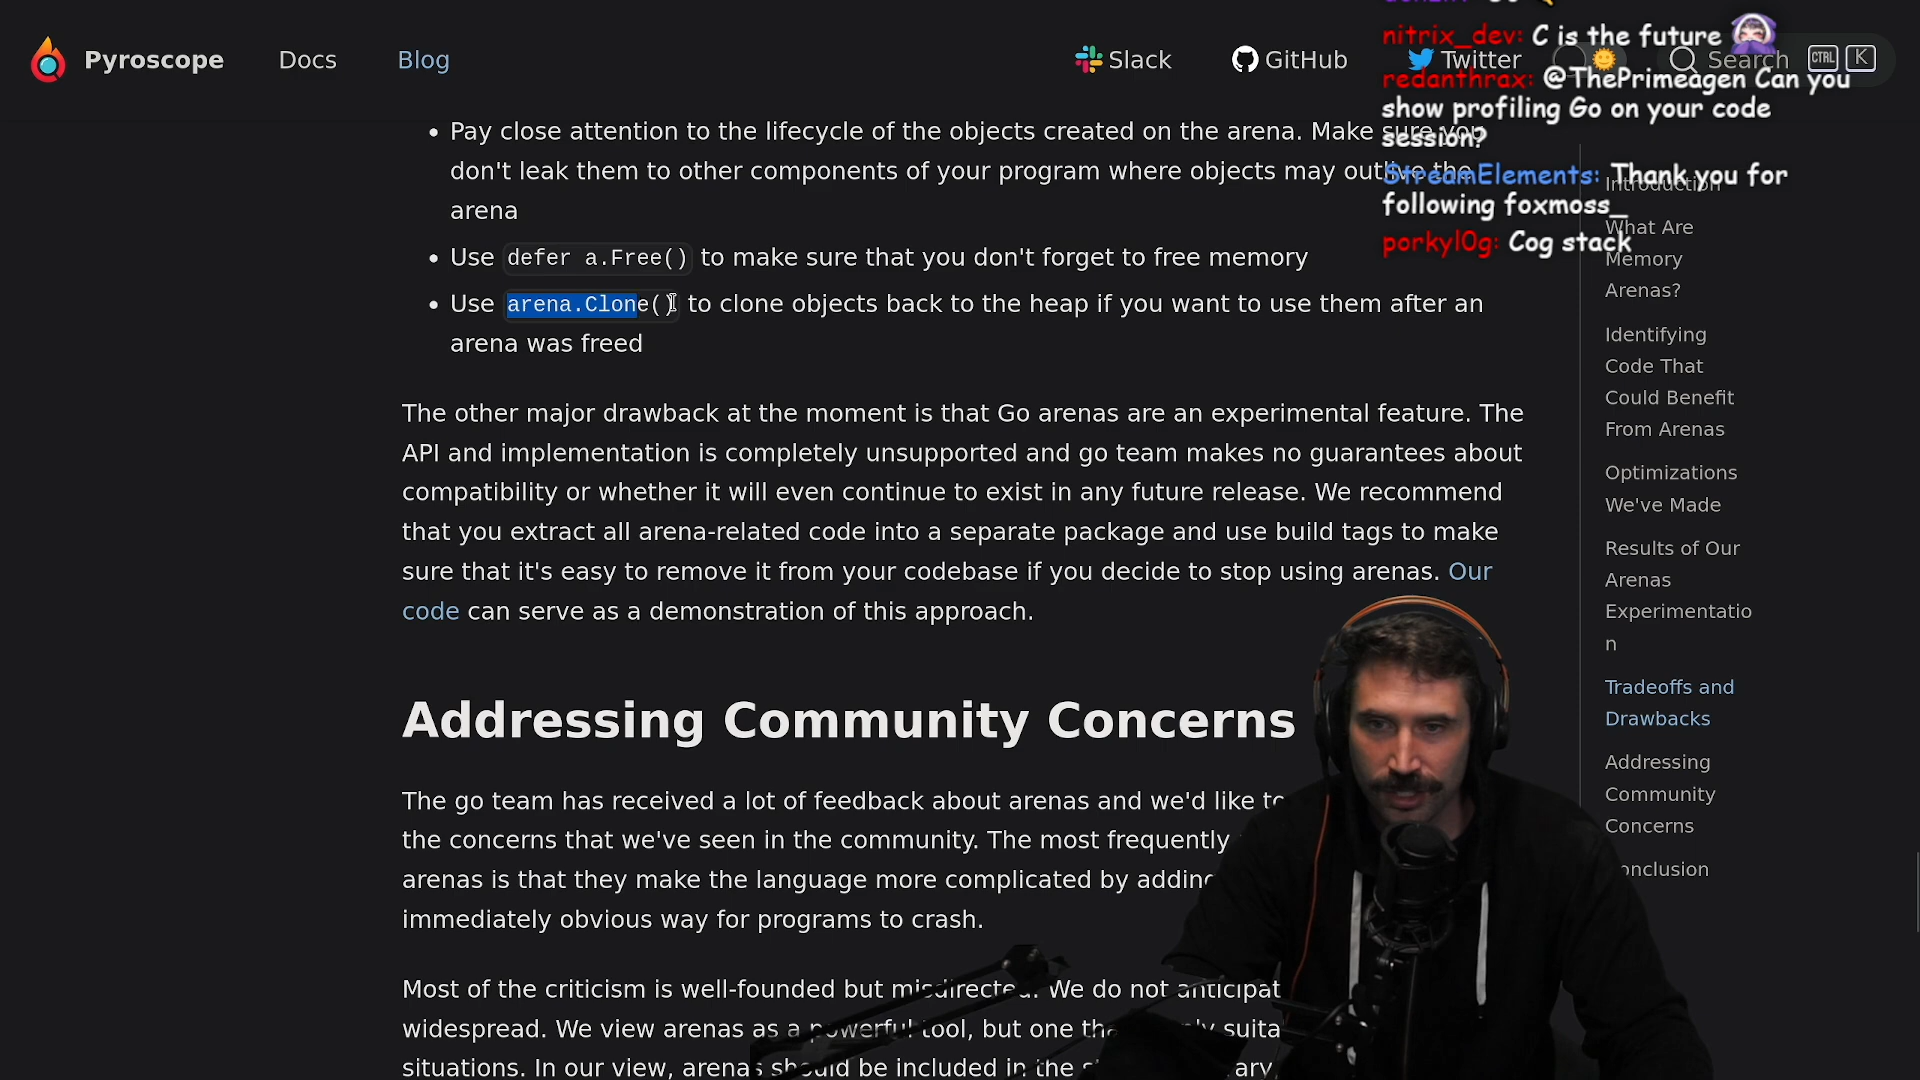 Pyroscope Docs Blog Slack GitHub Twitter Search CTRL K
nitrix_dev: C is the future
redanthrax: @ThePrimeagen Can you
show profiling Go on your code
session?
StreamElements: Thank you for
following foxmoss_
porkyl0g: Cog stack
• Pay close attention to the lifecycle of the objects created on the arena. Make sure you
don't leak them to other components of your program where objects may outlive the
arena
• Use defer a.Free() to make sure that you don't forget to free memory
• Use arena.Clone() to clone objects back to the heap if you want to use them after an
arena was freed
The other major drawback at the moment is that Go arenas are an experimental feature. The
API and implementation is completely unsupported and go team makes no guarantees about
compatibility or whether it will even continue to exist in any future release. We recommend
that you extract all arena-related code into a separate package and use build tags to make
sure that it's easy to remove it from your codebase if you decide to stop using arenas. Our
code can serve as a demonstration of this approach.
Addressing Community Concerns
The go team has received a lot of feedback about arenas and we'd like to
the concerns that we've seen in the community. The most frequently
arenas is that they make the language more complicated by adding
immediately obvious way for programs to crash.
Most of the criticism is well-founded but misdirected. We do not anticipat
widespread. We view arenas as a powerful tool, but one
situations. In our view, arenas should be included in the
Introduction
What Are
Memory
Arenas?
Identifying
Code That
Could Benefit
From Arenas
Optimizations
We've Made
Results of Our
Arenas
Experimentatio
n
Tradeoffs and
Drawbacks
Addressing
Community
Concerns
onclusion